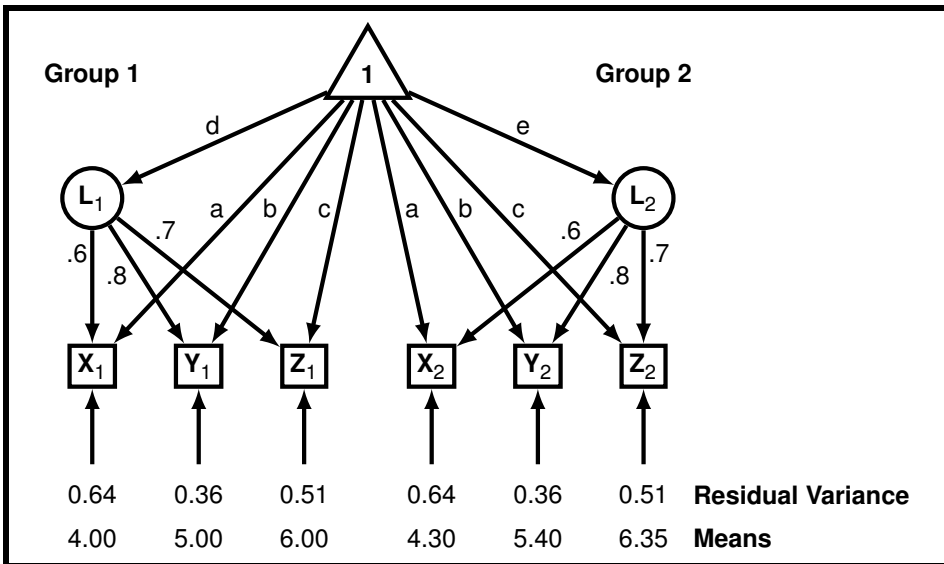 Group 1 1 Group 2
d e
L1 L2
a b c a b c
.6 .8 .7 .6 .8 .7
X1 Y1 Z1 X2 Y2 Z2
0.64 0.36 0.51 0.64 0.36 0.51 Residual Variance
4.00 5.00 6.00 4.30 5.40 6.35 Means